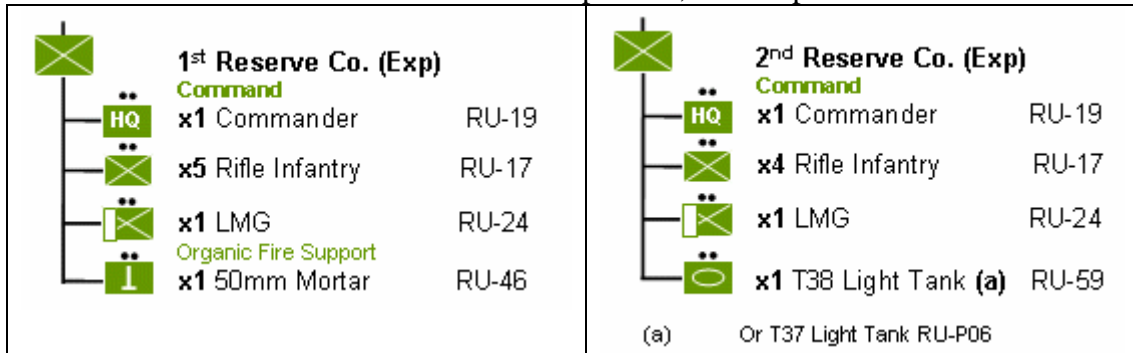 1st Reserve Co. (Exp)
Command
HQ x1 Commander RU-19
x5 Rifle Infantry RU-17
x1 LMG RU-24
Organic Fire Support
x1 50mm Mortar RU-46
2nd Reserve Co. (Exp)
Command
HQ x1 Commander RU-19
x4 Rifle Infantry RU-17
x1 LMG RU-24
x1 T38 Light Tank (a) RU-59
(a) Or T37 Light Tank RU-P06